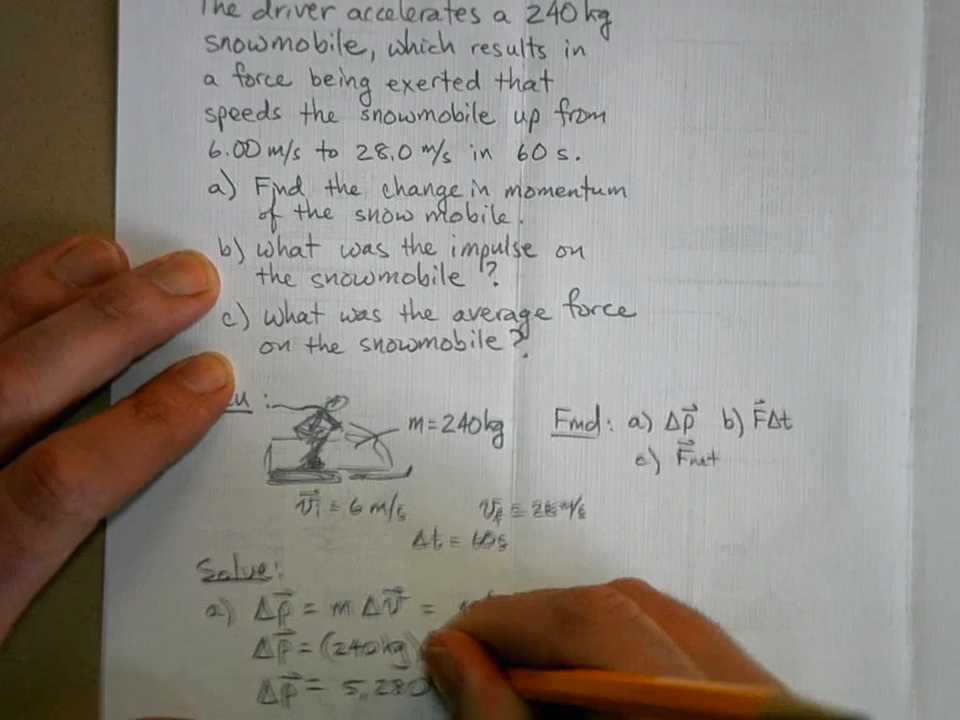 The driver accelerates a 240 kg
snowmobile, which results in
a force being exerted that
speeds the snowmobile up from
6.00 m/s to 28.0 m/s in 60 s.
a) Find the change in momentum
of the snow mobile.
b) what was the impulse on
the snowmobile?
c) what was the average force
on the snowmobile?
m = 240 kg Find: a) Δp⃗ b) F⃗Δt
c) F⃗net
v⃗i = 6 m/s v⃗f = 28 m/s
Δt = 60 s
Solve:
a) Δp⃗ = m Δv⃗ =
Δp⃗ = (240 kg)
Δp⃗ = 5,280